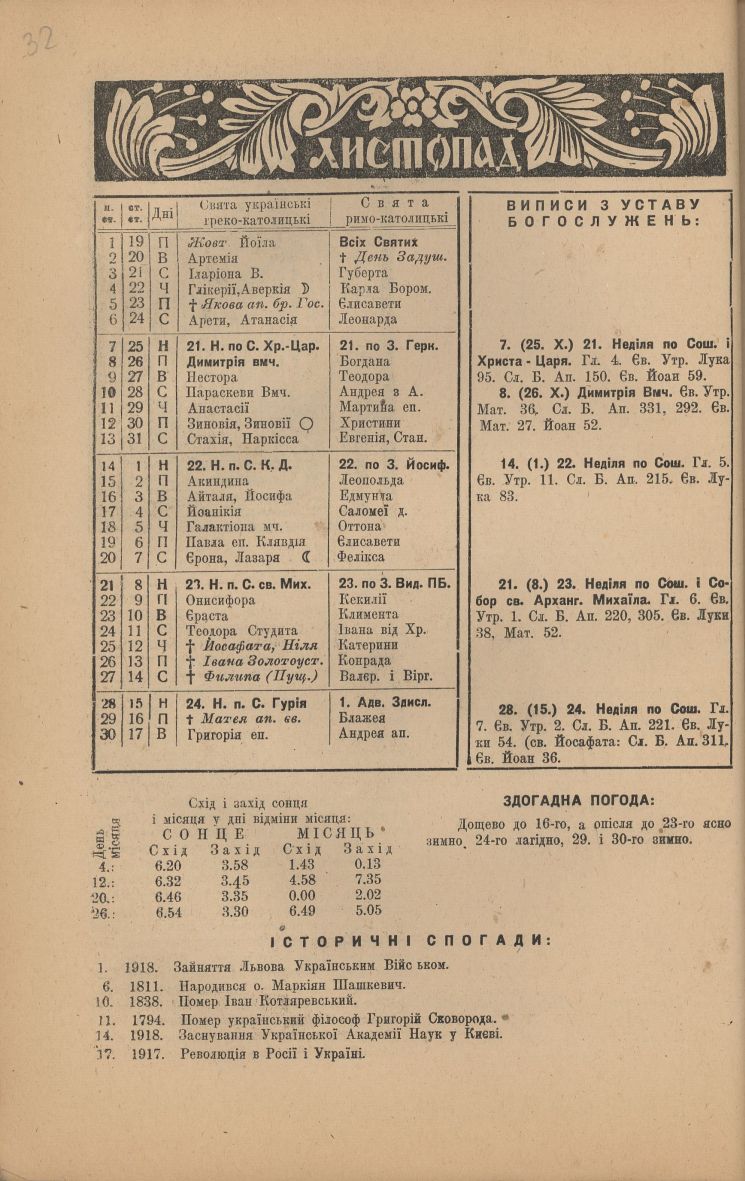 32
ЛИСТОПАД
н. ст. | ст. ст. | Дні | Свята українські греко-католицькі | Свята римо-католицькі
1 19 П Жовт Йоїла Всіх Святих
2 20 В Артемія † День Задуш.
3 21 С Іларіона В. Губерта
4 22 Ч Глікерії, Аверкія ☽ Карла Бором.
5 23 П † Якова ап. бр. Гос. Єлисавети
6 24 С Арети, Атанасія Леонарда
7 25 Н 21. Н. по С. Хр.-Цар. 21. по З. Герк.
8 26 П Димитрія вмч. Богдана
9 27 В Нестора Теодора
10 28 С Параскеви Вмч. Андрея з А.
11 29 Ч Анастасії Мартина еп.
12 30 П Зиновія, Зиновії ○ Христини
13 31 С Стахія, Наркісса Евгенія, Стан.
14 1 Н 22. Н. п. С. К. Д. 22. по З. Йосиф.
15 2 П Акиндина Леопольда
16 3 В Айталя, Йосифа Едмунда
17 4 С Йоанікія Саломеї д.
18 5 Ч Галактіона мч. Оттона
19 6 П Павла еп. Клявдія Єлисавети
20 7 С Єрона, Лазаря ☾ Фелікса
21 8 Н 23. Н. п. С. св. Мих. 23. по З. Вид. ПБ.
22 9 П Онисифора Кекилії
23 10 В Єраста Климента
24 11 С Теодора Студита Івана від Хр.
25 12 Ч † Йосафата, Ніля Катерини
26 13 П † Івана Золотоуст. Конрада
27 14 С † Филипа (Пущ.) Валєр. і Вірг.
28 15 Н 24. Н. п. С. Гурія 1. Адв. Здисл.
29 16 П † Матея ап. єв. Блажея
30 17 В Григорія еп. Андрея ап.
ВИПИСИ З УСТАВУ
БОГОСЛУЖЕНЬ:
7. (25. X.) 21. Неділя по Сош. і
Христа - Царя. Гл. 4. Єв. Утр. Лука
95. Сл. Б. Ап. 150. Єв. Йоан 59.
8. (26. X.) Димитрія Вмч. Єв. Утр.
Мат. 36. Сл. Б. Ап. 331, 292. Єв.
Мат. 27. Йоан 52.
14. (1.) 22. Неділя по Сош. Гл. 5.
Єв. Утр. 11. Сл. Б. Ап. 215. Єв. Лу-
ка 83.
21. (8.) 23. Неділя по Сош. і Со-
бор св. Арханг. Михаїла. Гл. 6. Єв.
Утр. 1. Сл. Б. Ап. 220, 305. Єв. Луки
38, Мат. 52.
28. (15.) 24. Неділя по Сош. Гл.
7. Єв. Утр. 2. Сл. Б. Ап. 221. Єв. Лу-
ки 54. (св. Йосафата: Сл. Б. Ап. 311,
Єв. Йоан 36.
Схід і захід сонця
і місяця у дні відміни місяця:
День місяця
СОНЦЕ МІСЯЦЬ
Схід Захід Схід Захід
4.: 6.20 3.58 1.43 0.13
12.: 6.32 3.45 4.58 7.35
20.: 6.46 3.35 0.00 2.02
26.: 6.54 3.30 6.49 5.05
ЗДОГАДНА ПОГОДА:
Дощево до 16-го, а опісля до 23-го ясно
зимно, 24-го лагідно, 29. і 30-го зимно.
ІСТОРИЧНІ СПОГАДИ:
1. 1918. Зайняття Львова Українським Військом.
6. 1811. Народився о. Маркіян Шашкевич.
10. 1838. Помер Іван Котляревський.
11. 1794. Помер український філософ Григорій Сковорода.
14. 1918. Заснування Української Академії Наук у Києві.
17. 1917. Революція в Росії і Україні.